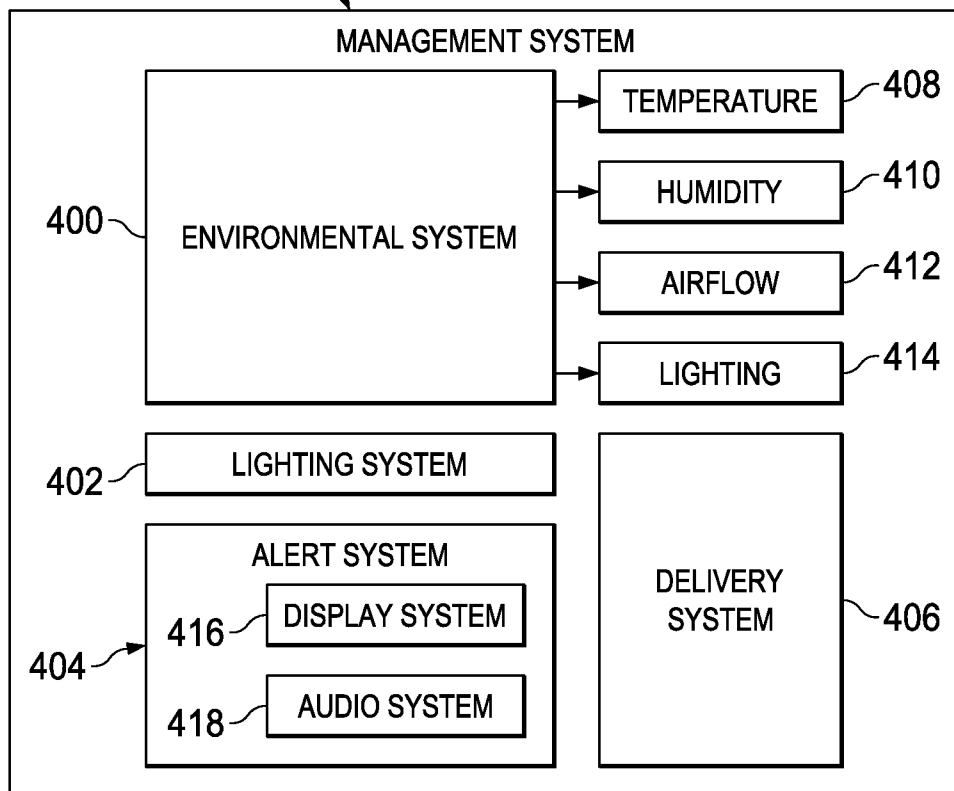 MANAGEMENT SYSTEM
400
ENVIRONMENTAL SYSTEM
TEMPERATURE
408
HUMIDITY
410
AIRFLOW
412
LIGHTING
414
402
LIGHTING SYSTEM
404
ALERT SYSTEM
416
DISPLAY SYSTEM
418
AUDIO SYSTEM
DELIVERY
SYSTEM
406